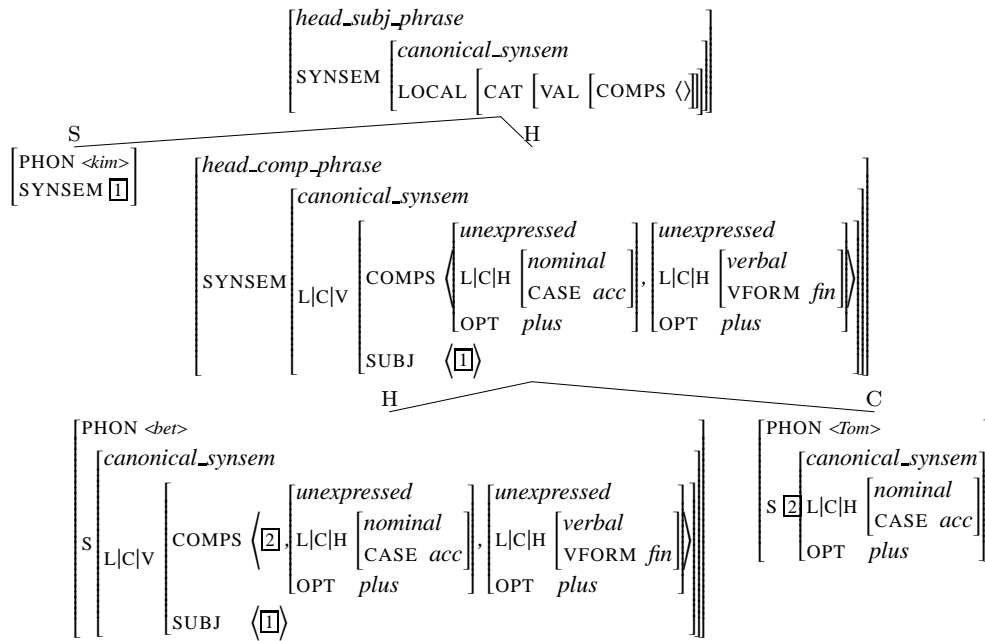 head_subj_phrase
canonical_synsem
SYNSEM
LOCAL [CAT [VAL [COMPS ⟨⟩]]]
S H
PHON <kim>
SYNSEM 1
head_comp_phrase
canonical_synsem
unexpressed unexpressed
nominal verbal
COMPS ⟨ L|C|H CASE acc , L|C|H VFORM fin ⟩
SYNSEM L|C|V
OPT plus OPT plus
SUBJ ⟨1⟩
H C
PHON <bet>
canonical_synsem
unexpressed unexpressed
nominal verbal
COMPS ⟨2, L|C|H CASE acc , L|C|H VFORM fin ⟩
S L|C|V
OPT plus OPT plus
SUBJ ⟨1⟩
PHON <Tom>
canonical_synsem
nominal
S 2 L|C|H CASE acc
OPT plus